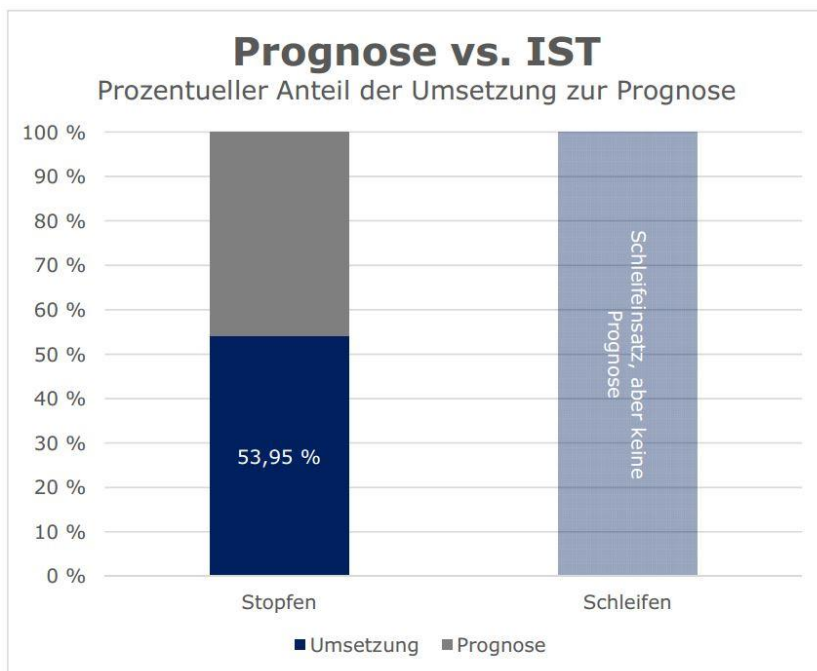 Prognose vs. IST
Prozentueller Anteil der Umsetzung zur Prognose
100 %
90 %
80 %
70 %
60 %
50 %
40 %
30 %
20 %
10 %
0 %
53,95 %
Schleifeinsatz, aber keine
Prognose
Stopfen
Schleifen
Umsetzung
Prognose